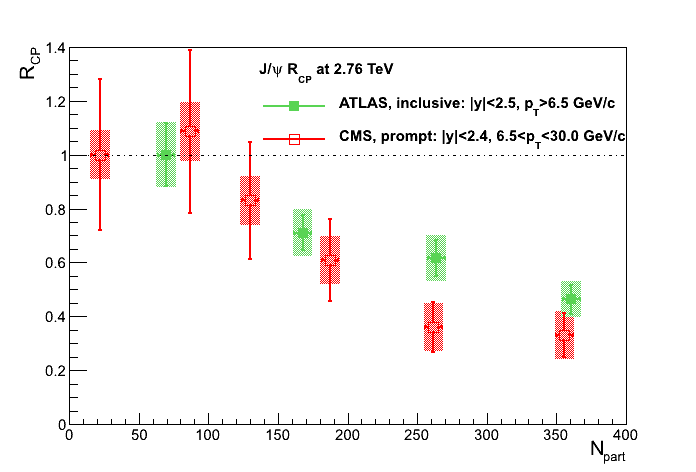 J/ψ R_CP at 2.76 TeV
ATLAS, inclusive: |y|<2.5, p_T>6.5 GeV/c
CMS, prompt: |y|<2.4, 6.5<p_T<30.0 GeV/c
R_CP
1.4
1.2
1
0.8
0.6
0.4
0.2
0
0 50 100 150 200 250 300 350 400
N_part